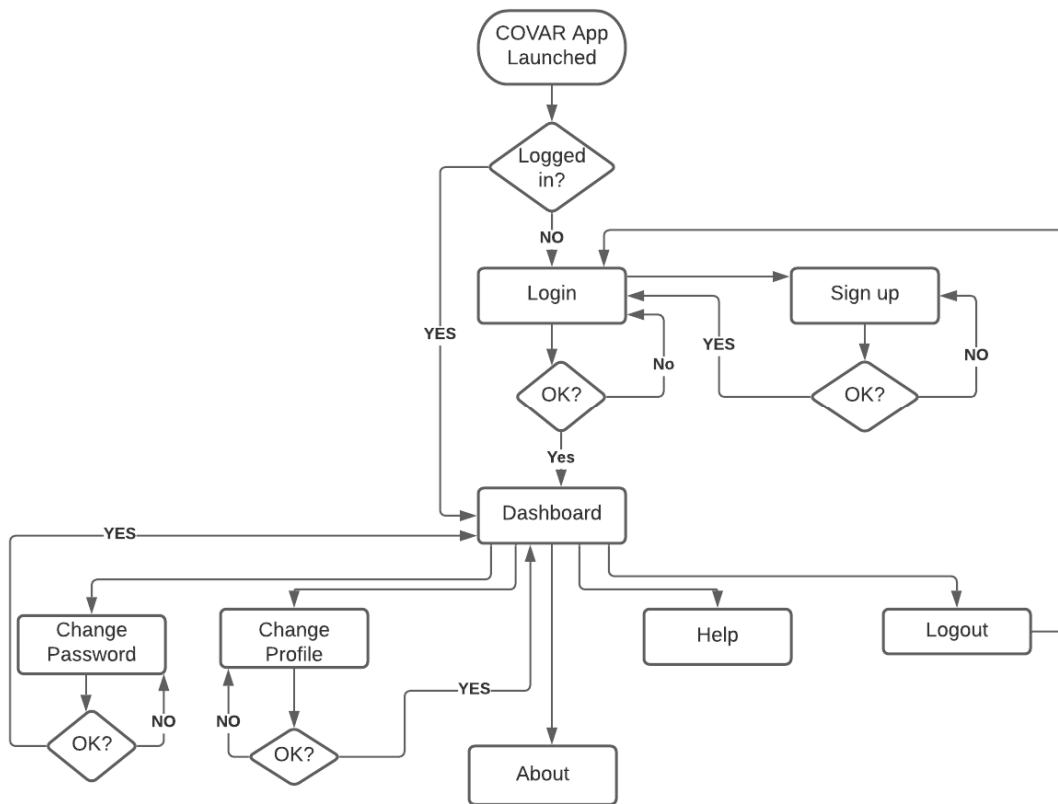 COVAR App
Launched
Logged
in?
NO
Login
Sign up
YES
No
YES
NO
OK?
OK?
Yes
Dashboard
YES
Change
Password
Change
Profile
Help
Logout
NO
NO
YES
OK?
OK?
About